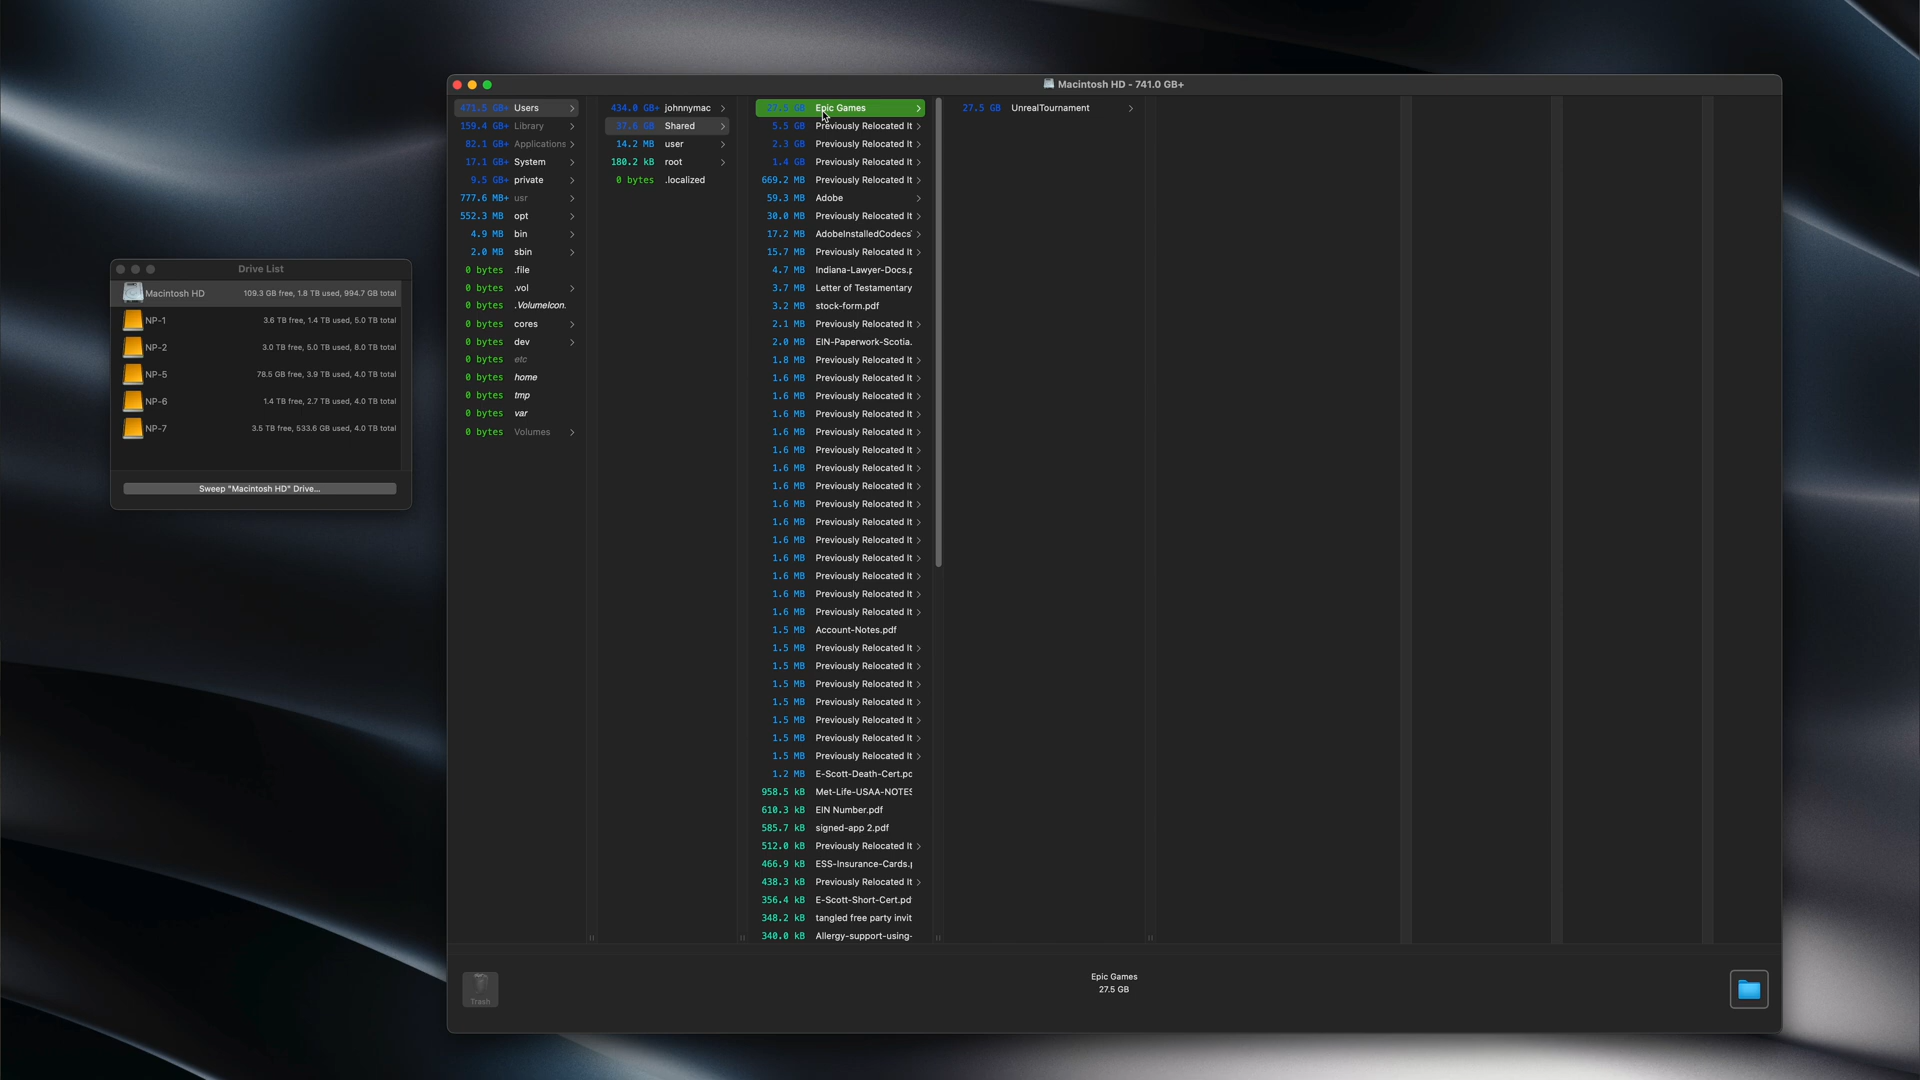 Drive List
Macintosh HD 109.3 GB free, 1.8 TB used, 994.7 GB total
NP-1 3.6 TB free, 1.4 TB used, 5.0 TB total
NP-2 3.0 TB free, 5.0 TB used, 8.0 TB total
NP-5 78.5 GB free, 3.9 TB used, 4.0 TB total
NP-6 1.4 TB free, 2.7 TB used, 4.0 TB total
NP-7 3.5 TB free, 533.6 GB used, 4.0 TB total
Sweep "Macintosh HD" Drive...
Macintosh HD - 741.0 GB+
471.5 GB+ Users
159.4 GB+ Library
82.1 GB+ Applications
17.1 GB+ System
9.5 GB+ private
777.6 MB+ usr
552.3 MB opt
4.9 MB bin
2.0 MB sbin
0 bytes .file
0 bytes .vol
0 bytes .VolumeIcon.
0 bytes cores
0 bytes dev
0 bytes etc
0 bytes home
0 bytes tmp
0 bytes var
0 bytes Volumes
434.0 GB+ johnnymac
37.6 GB Shared
14.2 MB user
180.2 kB root
0 bytes .localized
27.5 GB Epic Games
5.5 GB Previously Relocated It
2.3 GB Previously Relocated It
1.4 GB Previously Relocated It
669.2 MB Previously Relocated It
59.3 MB Adobe
30.0 MB Previously Relocated It
17.2 MB AdobeInstalledCodecs
15.7 MB Previously Relocated It
4.7 MB Indiana-Lawyer-Docs.p
3.7 MB Letter of Testamentary
3.2 MB stock-form.pdf
2.1 MB Previously Relocated It
2.0 MB EIN-Paperwork-Scotia.
1.8 MB Previously Relocated It
1.6 MB Previously Relocated It
1.6 MB Previously Relocated It
1.6 MB Previously Relocated It
1.6 MB Previously Relocated It
1.6 MB Previously Relocated It
1.6 MB Previously Relocated It
1.6 MB Previously Relocated It
1.6 MB Previously Relocated It
1.6 MB Previously Relocated It
1.6 MB Previously Relocated It
1.6 MB Previously Relocated It
1.6 MB Previously Relocated It
1.6 MB Previously Relocated It
1.6 MB Previously Relocated It
1.5 MB Account-Notes.pdf
1.5 MB Previously Relocated It
1.5 MB Previously Relocated It
1.5 MB Previously Relocated It
1.5 MB Previously Relocated It
1.5 MB Previously Relocated It
1.5 MB Previously Relocated It
1.5 MB Previously Relocated It
1.2 MB E-Scott-Death-Cert.pd
958.5 kB Met-Life-USAA-NOTES
610.3 kB EIN Number.pdf
585.7 kB signed-app 2.pdf
512.0 kB Previously Relocated It
466.9 kB ESS-Insurance-Cards.p
438.3 kB Previously Relocated It
356.4 kB E-Scott-Short-Cert.pd
348.2 kB tangled free party invit
340.0 kB Allergy-support-using-
27.5 GB UnrealTournament
Trash
Epic Games
27.5 GB